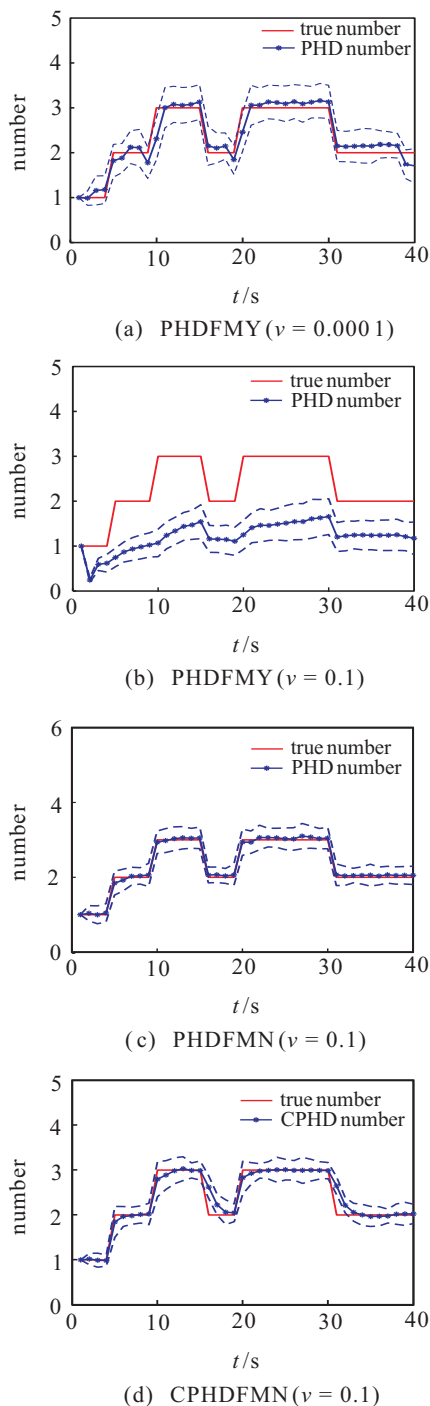 5
true number
PHD number
4
3
number
2
1
0
0 10 20 30 40
t/s
(a) PHDFMY(v = 0.000 1)
5
true number
PHD number
4
3
number
2
1
0
0 10 20 30 40
t/s
(b) PHDFMY(v = 0.1)
6
true number
PHD number
4
number
2
0
0 10 20 30 40
t/s
(c) PHDFMN(v = 0.1)
5
true number
CPHD number
4
3
number
2
1
0
0 10 20 30 40
t/s
(d) CPHDFMN(v = 0.1)